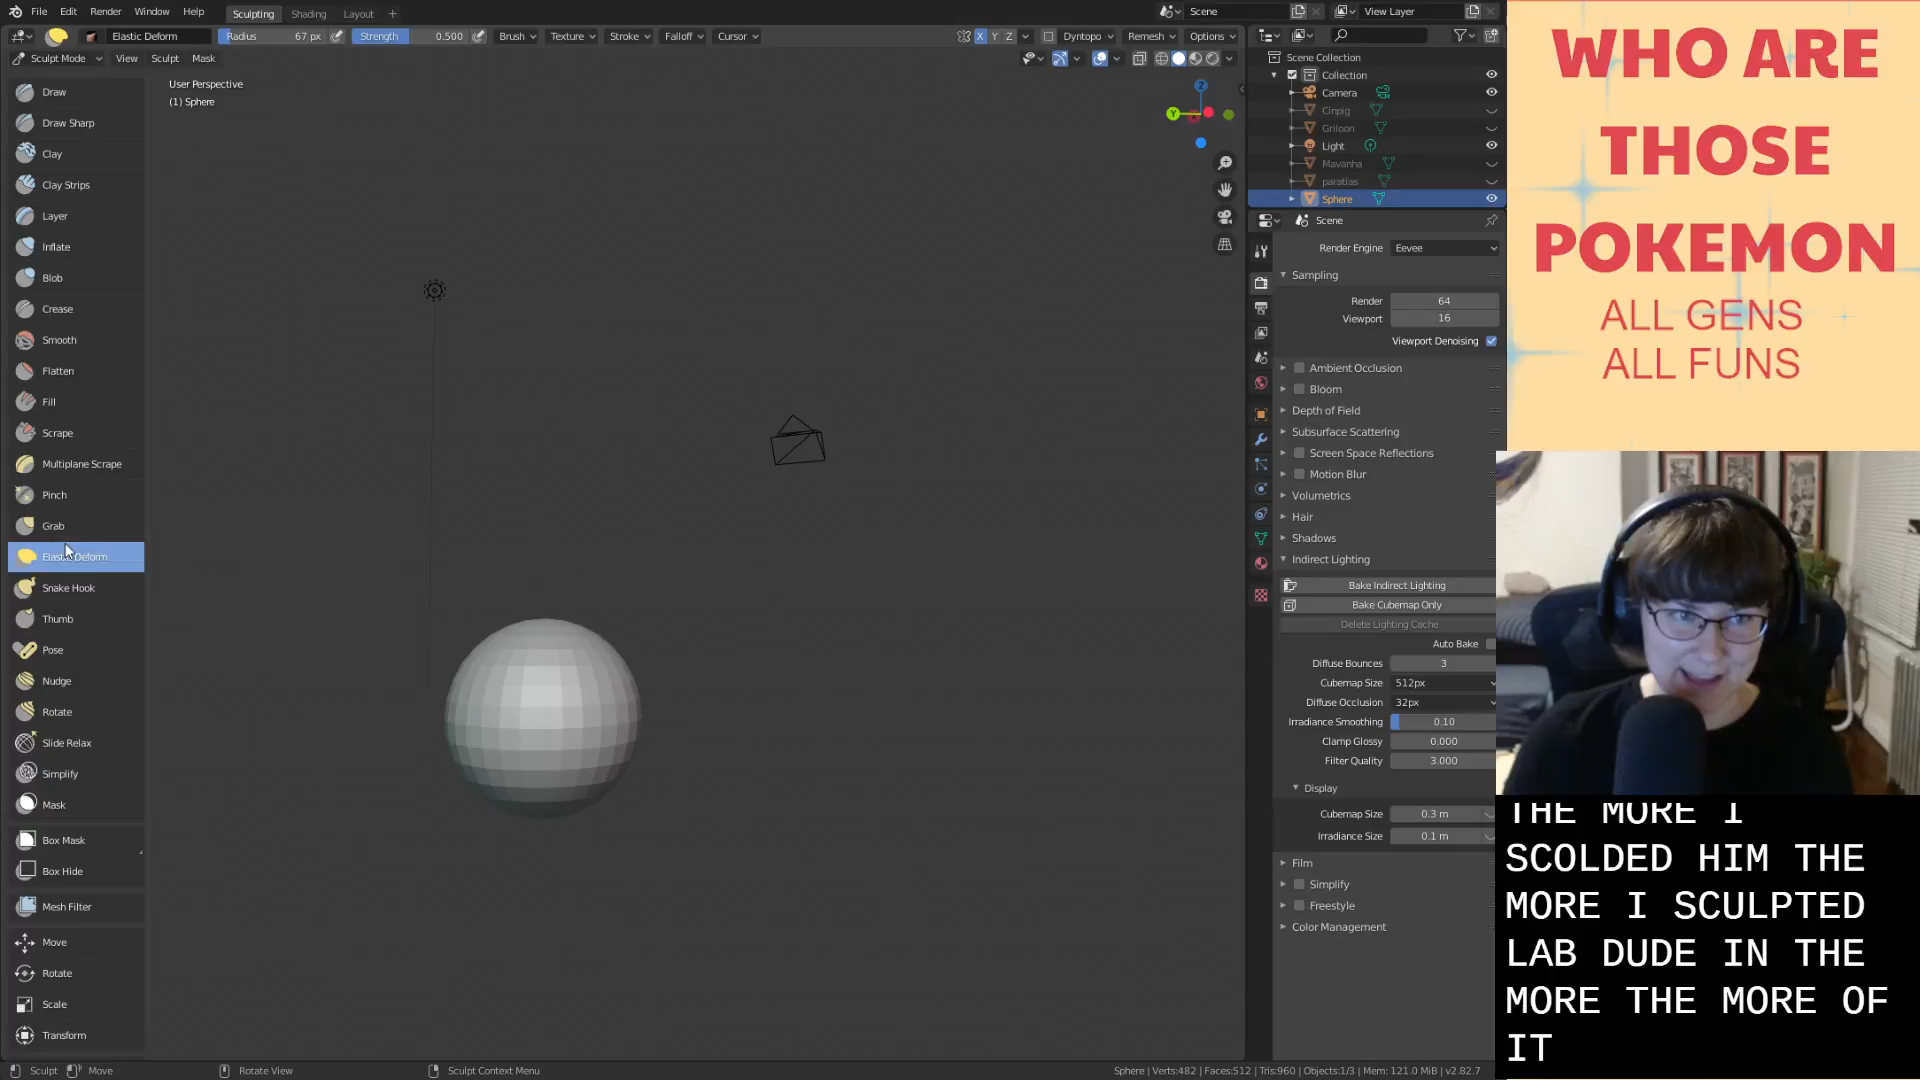 File Edit Render Window Help Sculpting Shading Layout + Scene View Layer
Elastic Deform Radius 67 px Strength 0.500 Brush Texture Stroke Falloff Cursor X Y Z Dyntopo Remesh Options
Sculpt Mode View Sculpt Mask
User Perspective
(1) Sphere
Draw
Draw Sharp
Clay
Clay Strips
Layer
Inflate
Blob
Crease
Smooth
Flatten
Fill
Scrape
Multiplane Scrape
Pinch
Grab
Elastic Deform
Snake Hook
Thumb
Pose
Nudge
Rotate
Slide Relax
Simplify
Mask
Box Mask
Box Hide
Mesh Filter
Move
Rotate
Scale
Transform
Z
Y
Scene Collection
Collection
Camera
Cinpig
Griloon
Light
Mavanha
paratias
Sphere
Scene
Render Engine Eevee
Sampling
Render 64
Viewport 16
Viewport Denoising
Ambient Occlusion
Bloom
Depth of Field
Subsurface Scattering
Screen Space Reflections
Motion Blur
Volumetrics
Hair
Shadows
Indirect Lighting
Bake Indirect Lighting
Bake Cubemap Only
Delete Lighting Cache
Auto Bake
Diffuse Bounces 3
Cubemap Size 512px
Diffuse Occlusion 32px
Irradiance Smoothing 0.10
Clamp Glossy 0.000
Filter Quality 3.000
Display
Cubemap Size 0.3 m
Irradiance Size 0.1 m
Film
Simplify
Freestyle
Color Management
Sculpt Move Rotate View Sculpt Context Menu
Sphere | Verts:482 | Faces:512 | Tris:960 | Objects:1/3 | Mem: 121.0 MiB | v2.82.7
WHO ARE
THOSE
POKEMON
ALL GENS
ALL FUNS
THE MORE I
SCOLDED HIM THE
MORE I SCULPTED
LAB DUDE IN THE
MORE THE MORE OF
IT